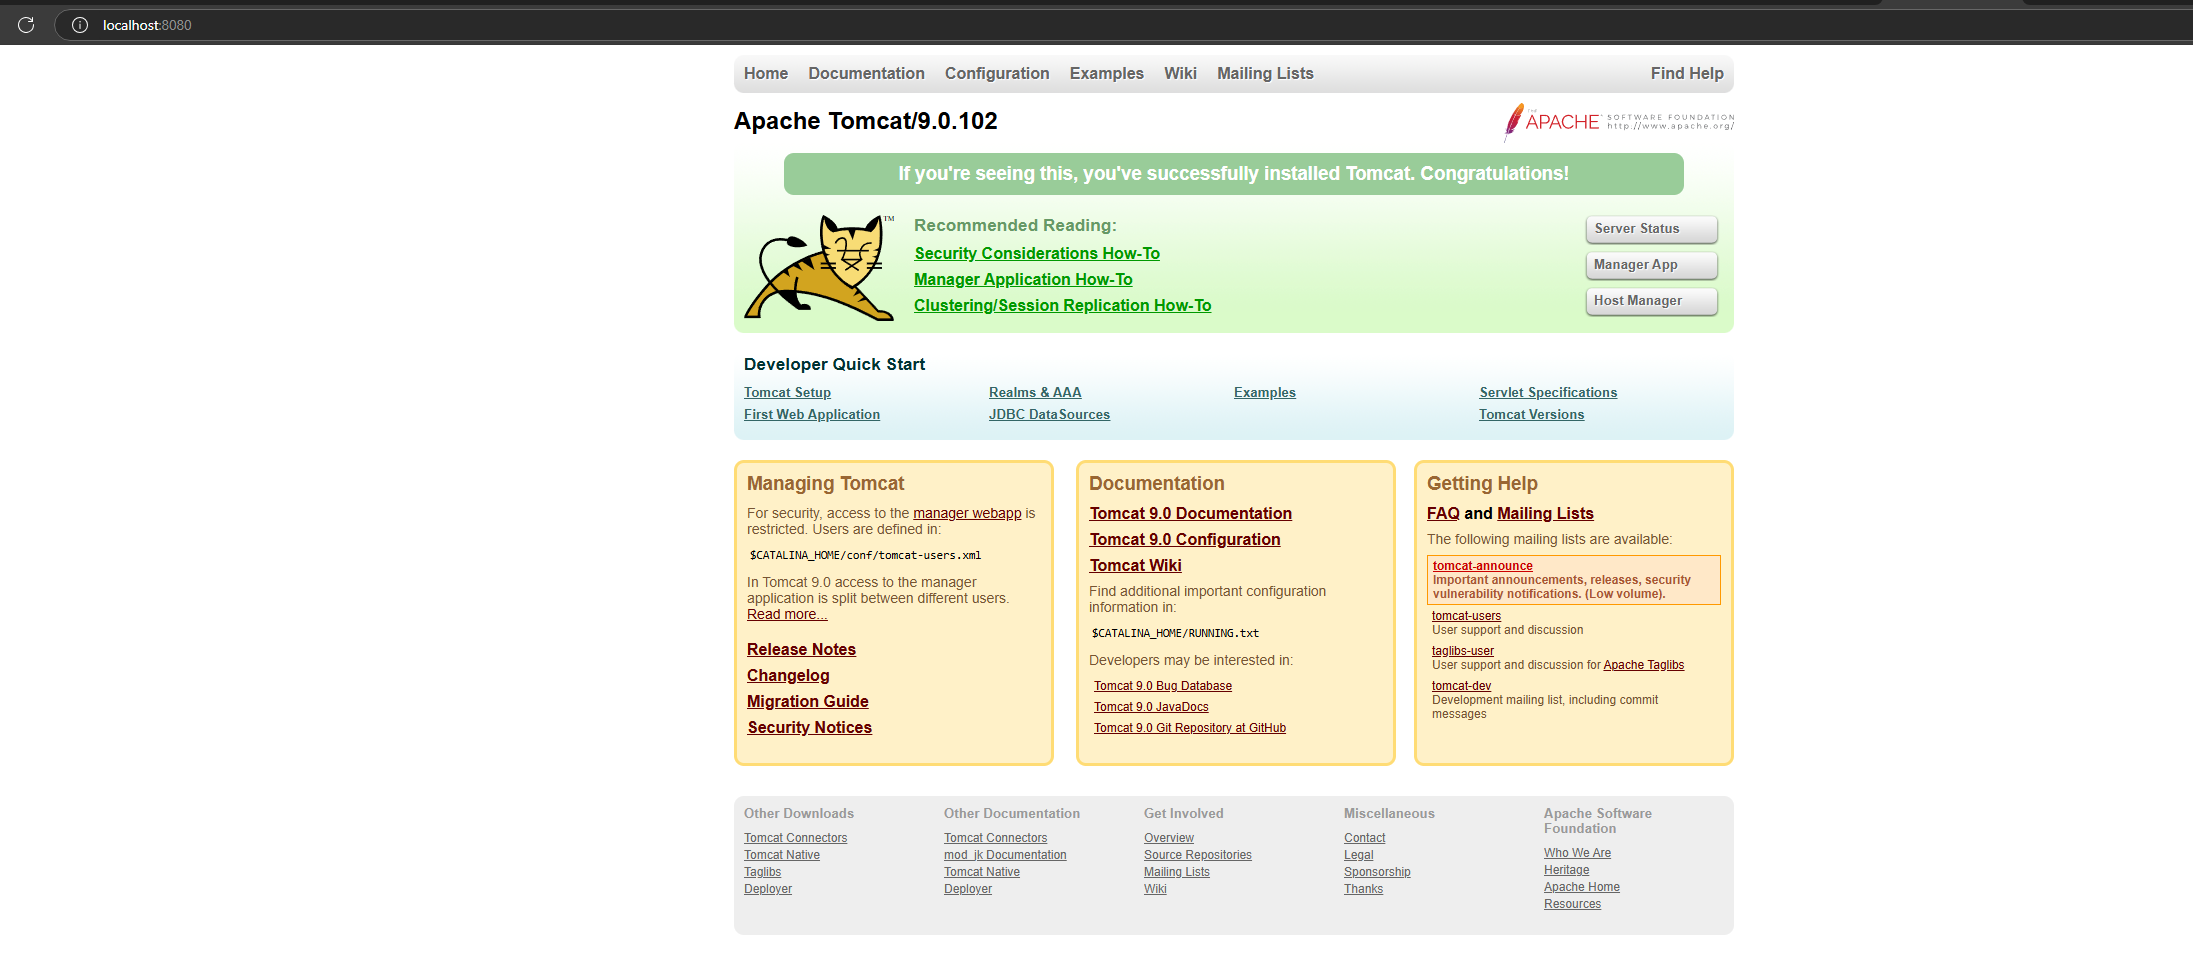 localhost:8080
Home Documentation Configuration Examples Wiki Mailing Lists Find Help
Apache Tomcat/9.0.102
THE
APACHE SOFTWARE FOUNDATION
http://www.apache.org/
If you're seeing this, you've successfully installed Tomcat. Congratulations!
TM
Recommended Reading:
Security Considerations How-To
Manager Application How-To
Clustering/Session Replication How-To
Server Status
Manager App
Host Manager
Developer Quick Start
Tomcat Setup
First Web Application
Realms & AAA
JDBC DataSources
Examples
Servlet Specifications
Tomcat Versions
Managing Tomcat
For security, access to the manager webapp is
restricted. Users are defined in:
$CATALINA_HOME/conf/tomcat-users.xml
In Tomcat 9.0 access to the manager
application is split between different users.
Read more...
Release Notes
Changelog
Migration Guide
Security Notices
Documentation
Tomcat 9.0 Documentation
Tomcat 9.0 Configuration
Tomcat Wiki
Find additional important configuration
information in:
$CATALINA_HOME/RUNNING.txt
Developers may be interested in:
Tomcat 9.0 Bug Database
Tomcat 9.0 JavaDocs
Tomcat 9.0 Git Repository at GitHub
Getting Help
FAQ and Mailing Lists
The following mailing lists are available:
tomcat-announce
Important announcements, releases, security
vulnerability notifications. (Low volume).
tomcat-users
User support and discussion
taglibs-user
User support and discussion for Apache Taglibs
tomcat-dev
Development mailing list, including commit
messages
Other Downloads
Tomcat Connectors
Tomcat Native
Taglibs
Deployer
Other Documentation
Tomcat Connectors
mod_jk Documentation
Tomcat Native
Deployer
Get Involved
Overview
Source Repositories
Mailing Lists
Wiki
Miscellaneous
Contact
Legal
Sponsorship
Thanks
Apache Software
Foundation
Who We Are
Heritage
Apache Home
Resources